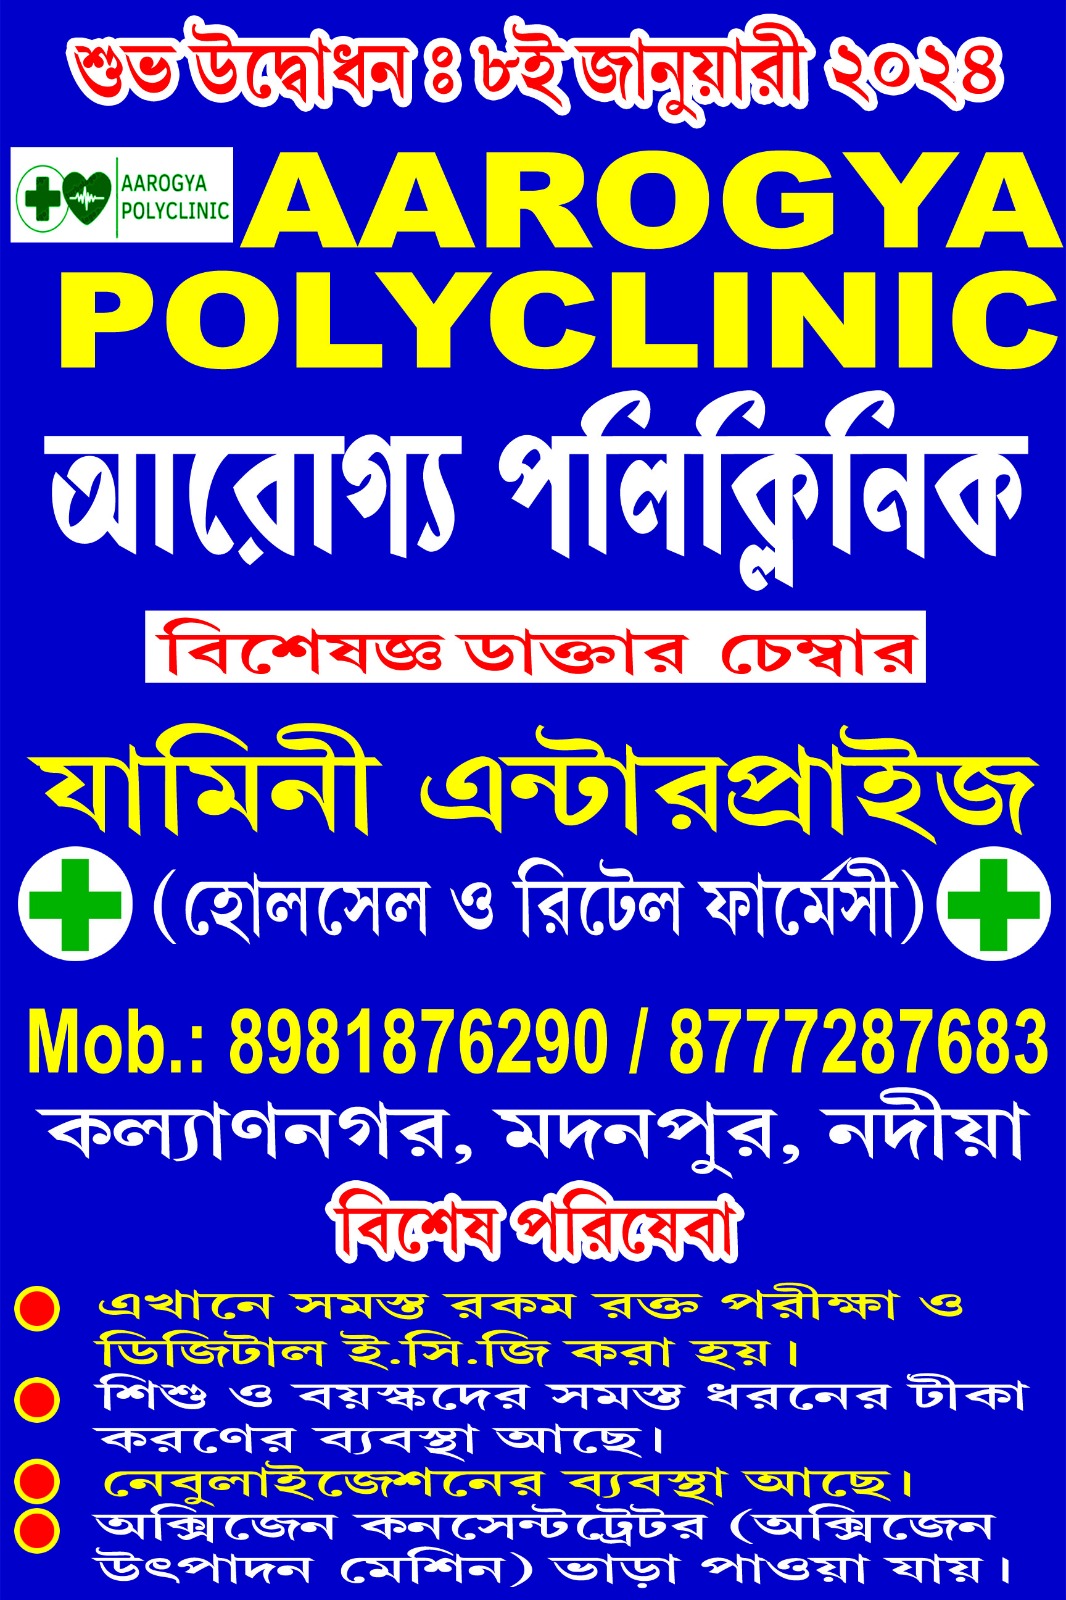 শুভ উদ্বোধন ঃ ৮ই জানুয়ারী ২০২৪
AAROGYA
POLYCLINIC
AAROGYA
POLYCLINIC
আরোগ্য পলিক্লিনিক
বিশেষজ্ঞ ডাক্তার চেম্বার
যামিনী এন্টারপ্রাইজ
(হোলসেল ও রিটেল ফার্মেসী)
Mob.: 8981876290 / 8777287683
কল্যাণনগর, মদনপুর, নদীয়া
বিশেষ পরিষেবা
এখানে সমস্ত রকম রক্ত পরীক্ষা ও
ডিজিটাল ই.সি.জি করা হয়।
শিশু ও বয়স্কদের সমস্ত ধরনের টীকা
করণের ব্যবস্থা আছে।
নেবুলাইজেশনের ব্যবস্থা আছে।
অক্সিজেন কনসেন্টট্রেটর (অক্সিজেন
উৎপাদন মেশিন) ভাড়া পাওয়া যায়।